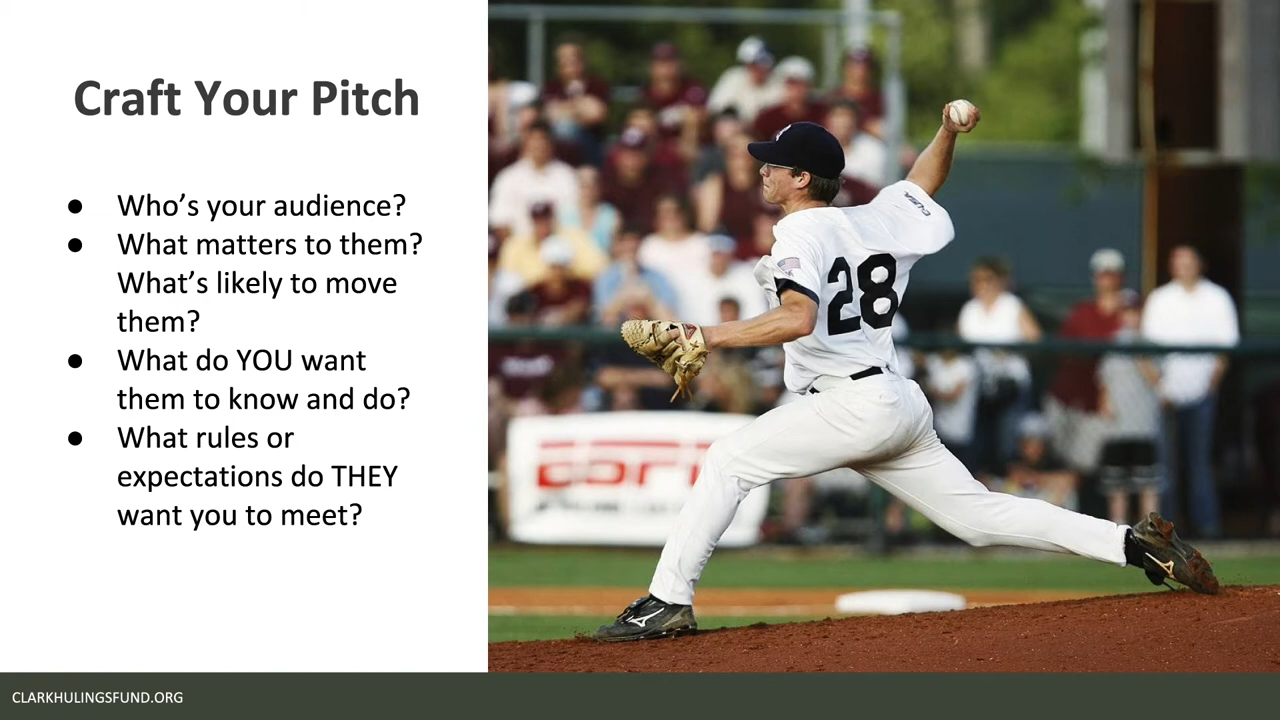 Craft Your Pitch
● Who’s your audience?
● What matters to them?
What’s likely to move
them?
● What do YOU want
them to know and do?
● What rules or
expectations do THEY
want you to meet?
28
ESPN
CLARKHULINGSFUND.ORG